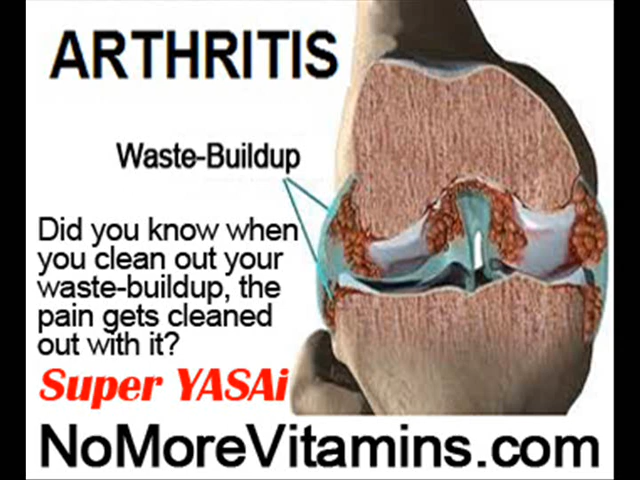 ARTHRITIS
Waste-Buildup
Did you know when
you clean out your
waste-buildup, the
pain gets cleaned
out with it?
Super YASAi
NoMoreVitamins.com